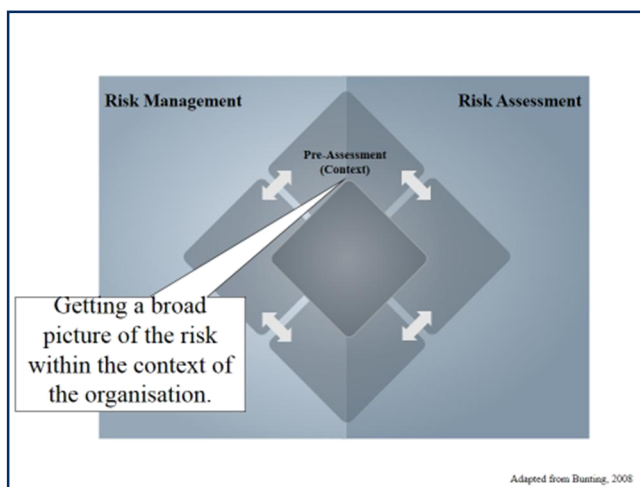 Risk Management
Risk Assessment
Pre-Assessment
(Context)
Getting a broad
picture of the risk
within the context of
the organisation.
Adapted from Bunting, 2008